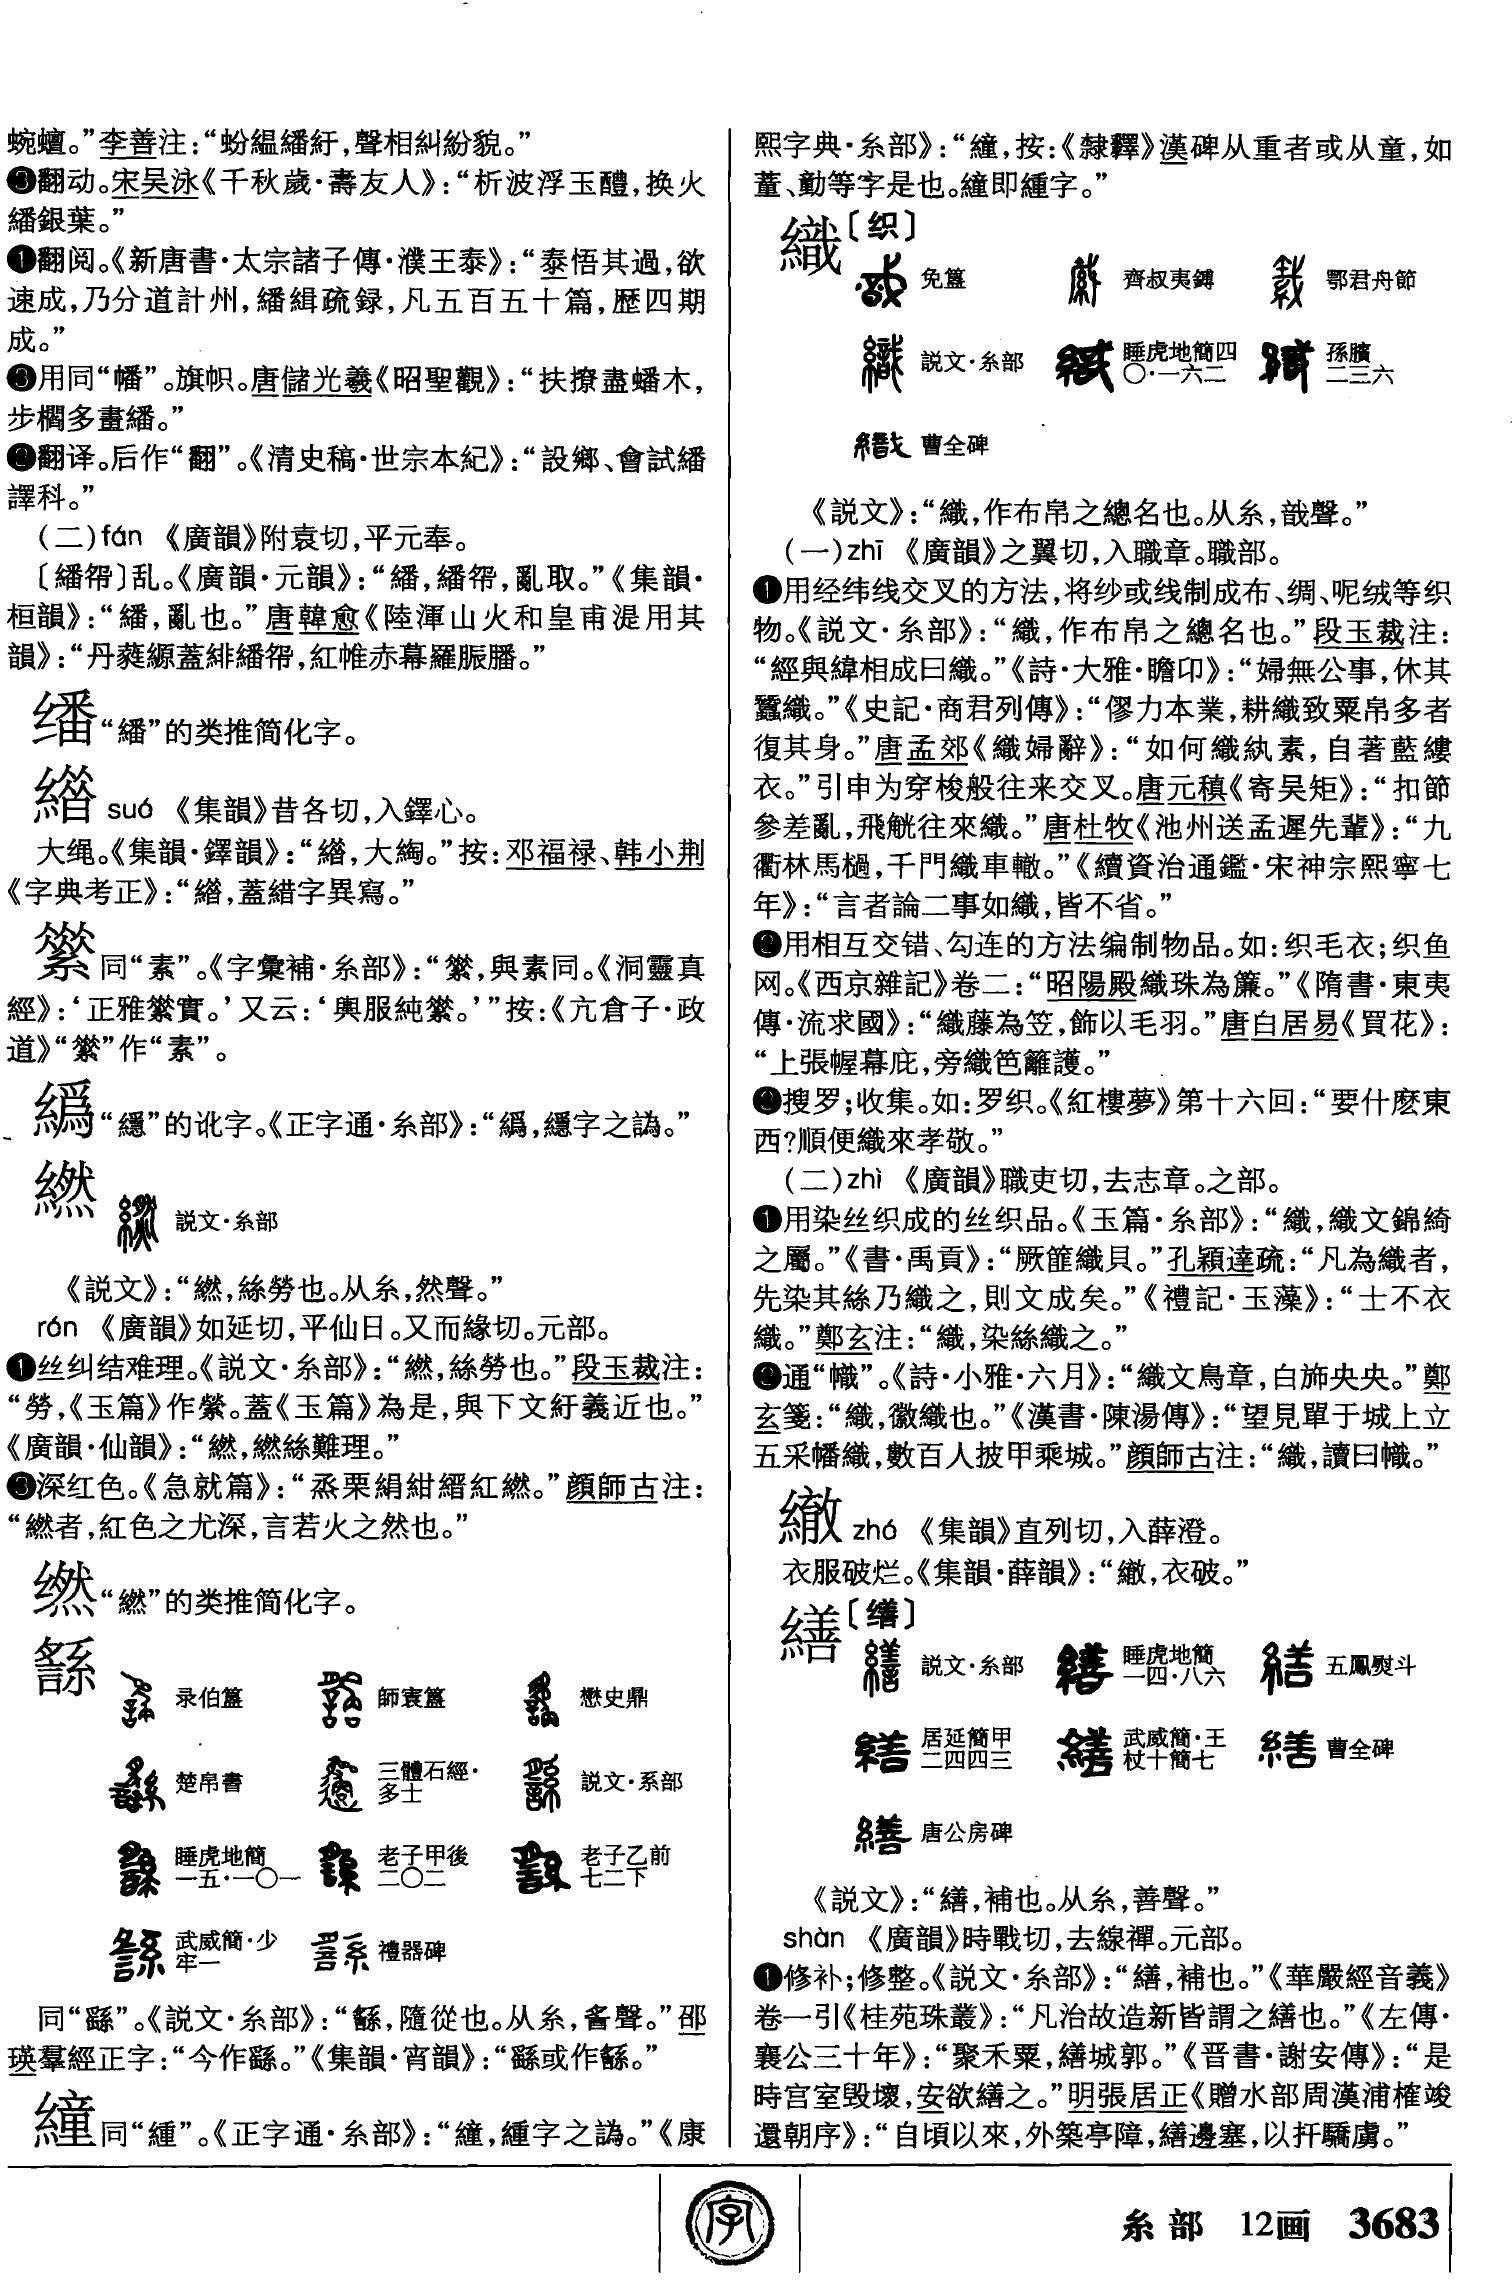 蜿蟺。”李善注：“蚡緼繙紆，聲相糾紛貌。”
❸翻动。宋吴泳《千秋歲·壽友人》：“析波浮玉醴，换火
繙銀葉。”
❶翻阅。《新唐書·太宗諸子傳·濮王泰》：“泰悟其過，欲
速成，乃分道計州，繙緝疏録，凡五百五十篇，歷四期
成。”
❸用同“幡”。旗帜。唐儲光羲《昭聖觀》：“扶撩盡蟠木，
步櫩多畫繙。”
❷翻译。后作“翻”。《清史稿·世宗本紀》：“設鄉、會試繙
譯科。”
(二)fán 《廣韻》附袁切，平元奉。
〔繙帤〕乱。《廣韻·元韻》：“繙，繙帤，亂取。”《集韻·
桓韻》：“繙，亂也。”唐韓愈《陸渾山火和皇甫湜用其
韻》：“丹蕤縓蓋緋繙帤，紅帷赤幕羅脤膰。”
𦈉“繙”的类推简化字。
suó 《集韻》昔各切，入鐸心。
大绳。《集韻·鐸韻》：“，大綯。”按：邓福禄、韩小荆
《字典考正》：“，蓋縒字異寫。”
同“素”。《字彙補·糸部》：“，與素同。《洞靈真
經》：‘正雅實。’又云：‘輿服純。’”按：《亢倉子·政
道》“”作“素”。
“繵”的讹字。《正字通·糸部》：“，字之譌。”
繎
説文·糸部
《説文》：“繎，絲勞也。从糸，然聲。”
rán 《廣韻》如延切，平仙日。又而緣切。元部。
❶丝纠结难理。《説文·糸部》：“繎，絲勞也。”段玉裁注：
“勞，《玉篇》作縈。蓋《玉篇》為是，與下文紆義近也。”
《廣韻·仙韻》：“繎，繎絲難理。”
❸深红色。《急就篇》：“烝栗絹紺縉紅繎。”顔師古注：
“繎者，紅色之尤深，言若火之然也。”
“繎”的类推简化字。
䌛
录伯簋 師㝨簋 懋史鼎
楚帛書 三體石經·多士 説文·系部
睡虎地簡一五·一〇一 老子甲後二〇二 老子乙前七二下
武威簡·少牢一 禮器碑
同“繇”。《説文·糸部》：“䌛，隨從也。从糸，䚻聲。”邵
瑛羣經正字：“今作繇。”《集韻·宵韻》：“繇或作䌛。”
繵同“緟”。《正字通·糸部》：“繦，緟字之譌。”《康
熙字典·糸部》：“，按：《隸釋》漢碑从重者或从童，如
董、動等字是也。即緟字。”
織〔织〕
免簋 齊叔夷鎛 鄂君舟節
説文·糸部 睡虎地簡四〇·一六二 孫臏二三六
曹全碑
《説文》：“織，作布帛之總名也。从糸，戠聲。”
(一)zhī 《廣韻》之翼切，入職章。職部。
❶用经纬线交叉的方法，将纱或线制成布、绸、呢绒等织
物。《説文·糸部》：“織，作布帛之總名也。”段玉裁注：
“經與緯相成曰織。”《詩·大雅·瞻卬》：“婦無公事，休其
蠶織。”《史記·商君列傳》：“僇力本業，耕織致粟帛多者
復其身。”唐孟郊《織婦辭》：“如何織紈素，自著藍縷
衣。”引申为穿梭般往来交叉。唐元稹《寄吴矩》：“扣節
參差亂，飛觥往來織。”唐杜牧《池州送孟遲先輩》：“九
衢林馬檛，千門織車轍。”《續資治通鑑·宋神宗熙寧七
年》：“言者論二事如織，皆不省。”
❷用相互交错、勾连的方法编制物品。如：织毛衣；织鱼
网。《西京雜記》卷二：“昭陽殿織珠為簾。”《隋書·東夷
傳·流求國》：“織藤為笠，飾以毛羽。”唐白居易《買花》：
“上張幄幕庇，旁織笆籬護。”
❷搜罗；收集。如：罗织。《紅樓夢》第十六回：“要什麽東
西？順便織來孝敬。”
(二)zhì 《廣韻》職吏切，去志章。之部。
❶用染丝织成的丝织品。《玉篇·糸部》：“織，織文錦綺
之屬。”《書·禹貢》：“厥篚織貝。”孔穎達疏：“凡為織者，
先染其絲乃織之，則文成矣。”《禮記·玉藻》：“士不衣
織。”鄭玄注：“織，染絲織之。”
❷通“幟”。《詩·小雅·六月》：“織文鳥章，白旆央央。”鄭
玄箋：“織，徽織也。”《漢書·陳湯傳》：“望見單于城上立
五采幡織，數百人披甲乘城。”顔師古注：“織，讀曰幟。”
zhé 《集韻》直列切，入薛澄。
衣服破烂。《集韻·薛韻》：“，衣破。”
繕〔缮〕
説文·糸部 睡虎地簡一四·八六 五鳳熨斗
居延簡甲二四四三 武威簡·王杖十簡七 曹全碑
唐公房碑
《説文》：“繕，補也。从糸，善聲。”
shàn 《廣韻》時戰切，去線禪。元部。
❶修补；修整。《説文·糸部》：“繕，補也。”《華嚴經音義》
卷一引《桂苑珠叢》：“凡治故造新皆謂之繕也。”《左傳·
襄公三十年》：“聚禾粟，繕城郭。”《晋書·謝安傳》：“是
時宫室毁壞，安欲繕之。”明張居正《贈水部周漢浦榷竣
還朝序》：“自頃以來，外築亭障，繕邊塞，以扞驕虜。”
字
糸部 12画 3683